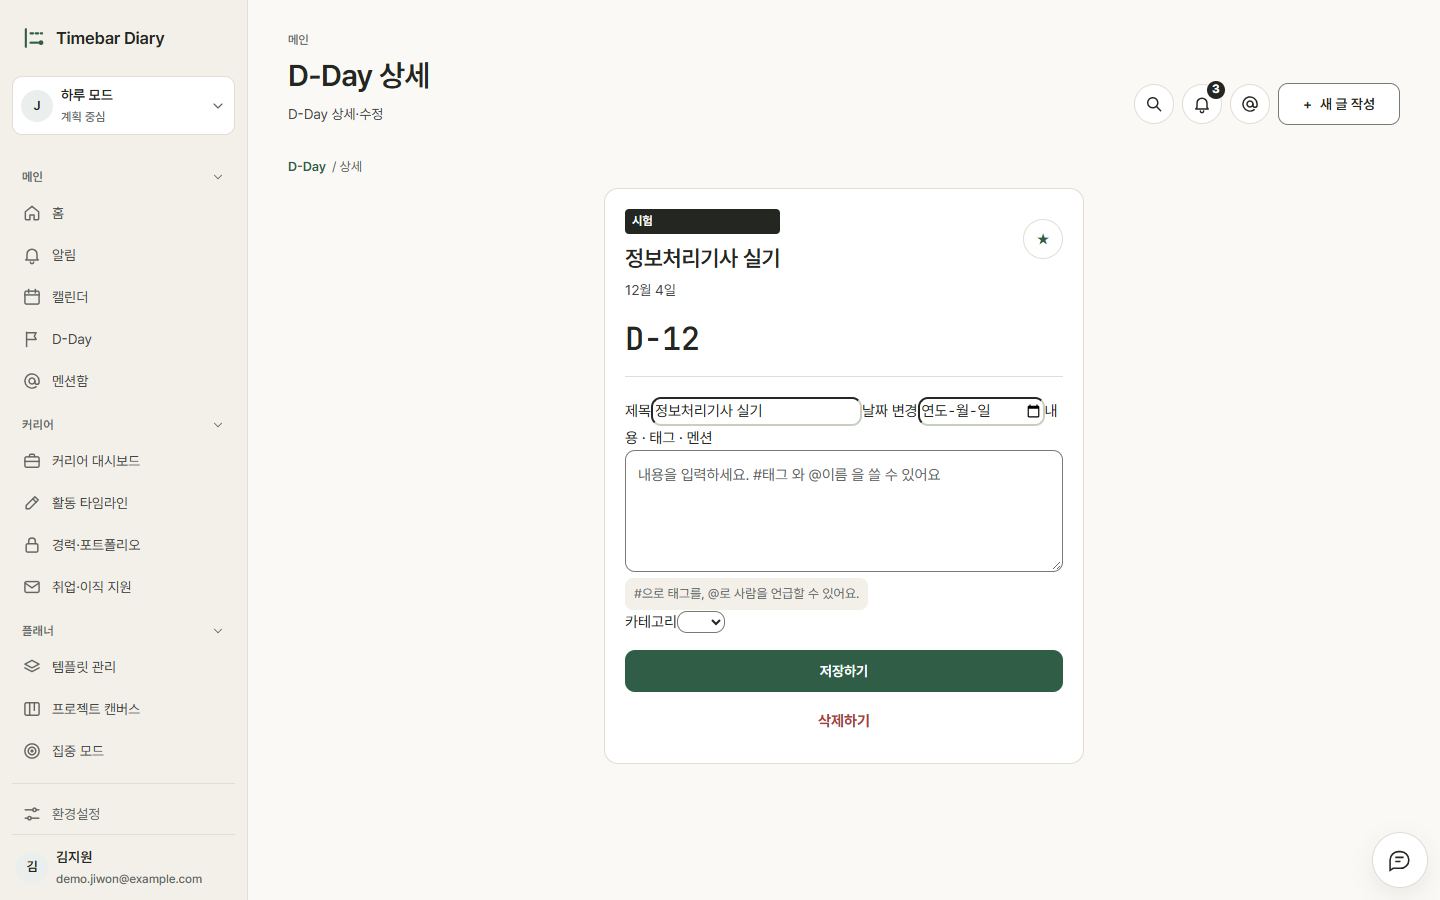 Timebar Diary
J
하루 모드
계획 중심
메인
홈
알림
캘린더
D-Day
멘션함
커리어
커리어 대시보드
활동 타임라인
경력·포트폴리오
취업·이직 지원
플래너
템플릿 관리
프로젝트 캔버스
집중 모드
환경설정
김
김지원
demo.jiwon@example.com
메인
D-Day 상세
D-Day 상세·수정
3
+ 새 글 작성
D-Day / 상세
시험
정보처리기사 실기
12월 4일
D-12
제목 정보처리기사 실기 날짜 변경 연도-월-일 내
용 · 태그 · 멘션
내용을 입력하세요. #태그 와 @이름 을 쓸 수 있어요
#으로 태그를, @로 사람을 언급할 수 있어요.
카테고리
저장하기
삭제하기